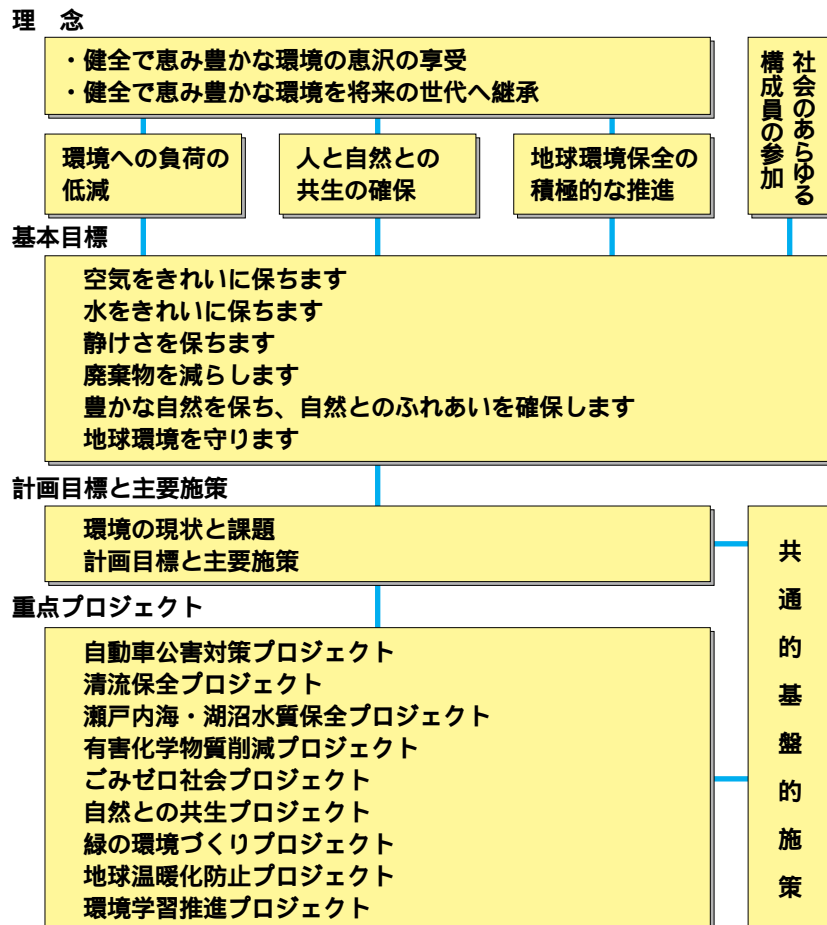 理　念
・健全で恵み豊かな環境の恵沢の享受
・健全で恵み豊かな環境を将来の世代へ継承
社会のあらゆる
構成員の参加
環境への負荷の
低減
人と自然との
共生の確保
地球環境保全の
積極的な推進
基本目標
空気をきれいに保ちます
水をきれいに保ちます
静けさを保ちます
廃棄物を減らします
豊かな自然を保ち、自然とのふれあいを確保します
地球環境を守ります
計画目標と主要施策
環境の現状と課題
計画目標と主要施策
共通的基盤的施策
重点プロジェクト
自動車公害対策プロジェクト
清流保全プロジェクト
瀬戸内海・湖沼水質保全プロジェクト
有害化学物質削減プロジェクト
ごみゼロ社会プロジェクト
自然との共生プロジェクト
緑の環境づくりプロジェクト
地球温暖化防止プロジェクト
環境学習推進プロジェクト